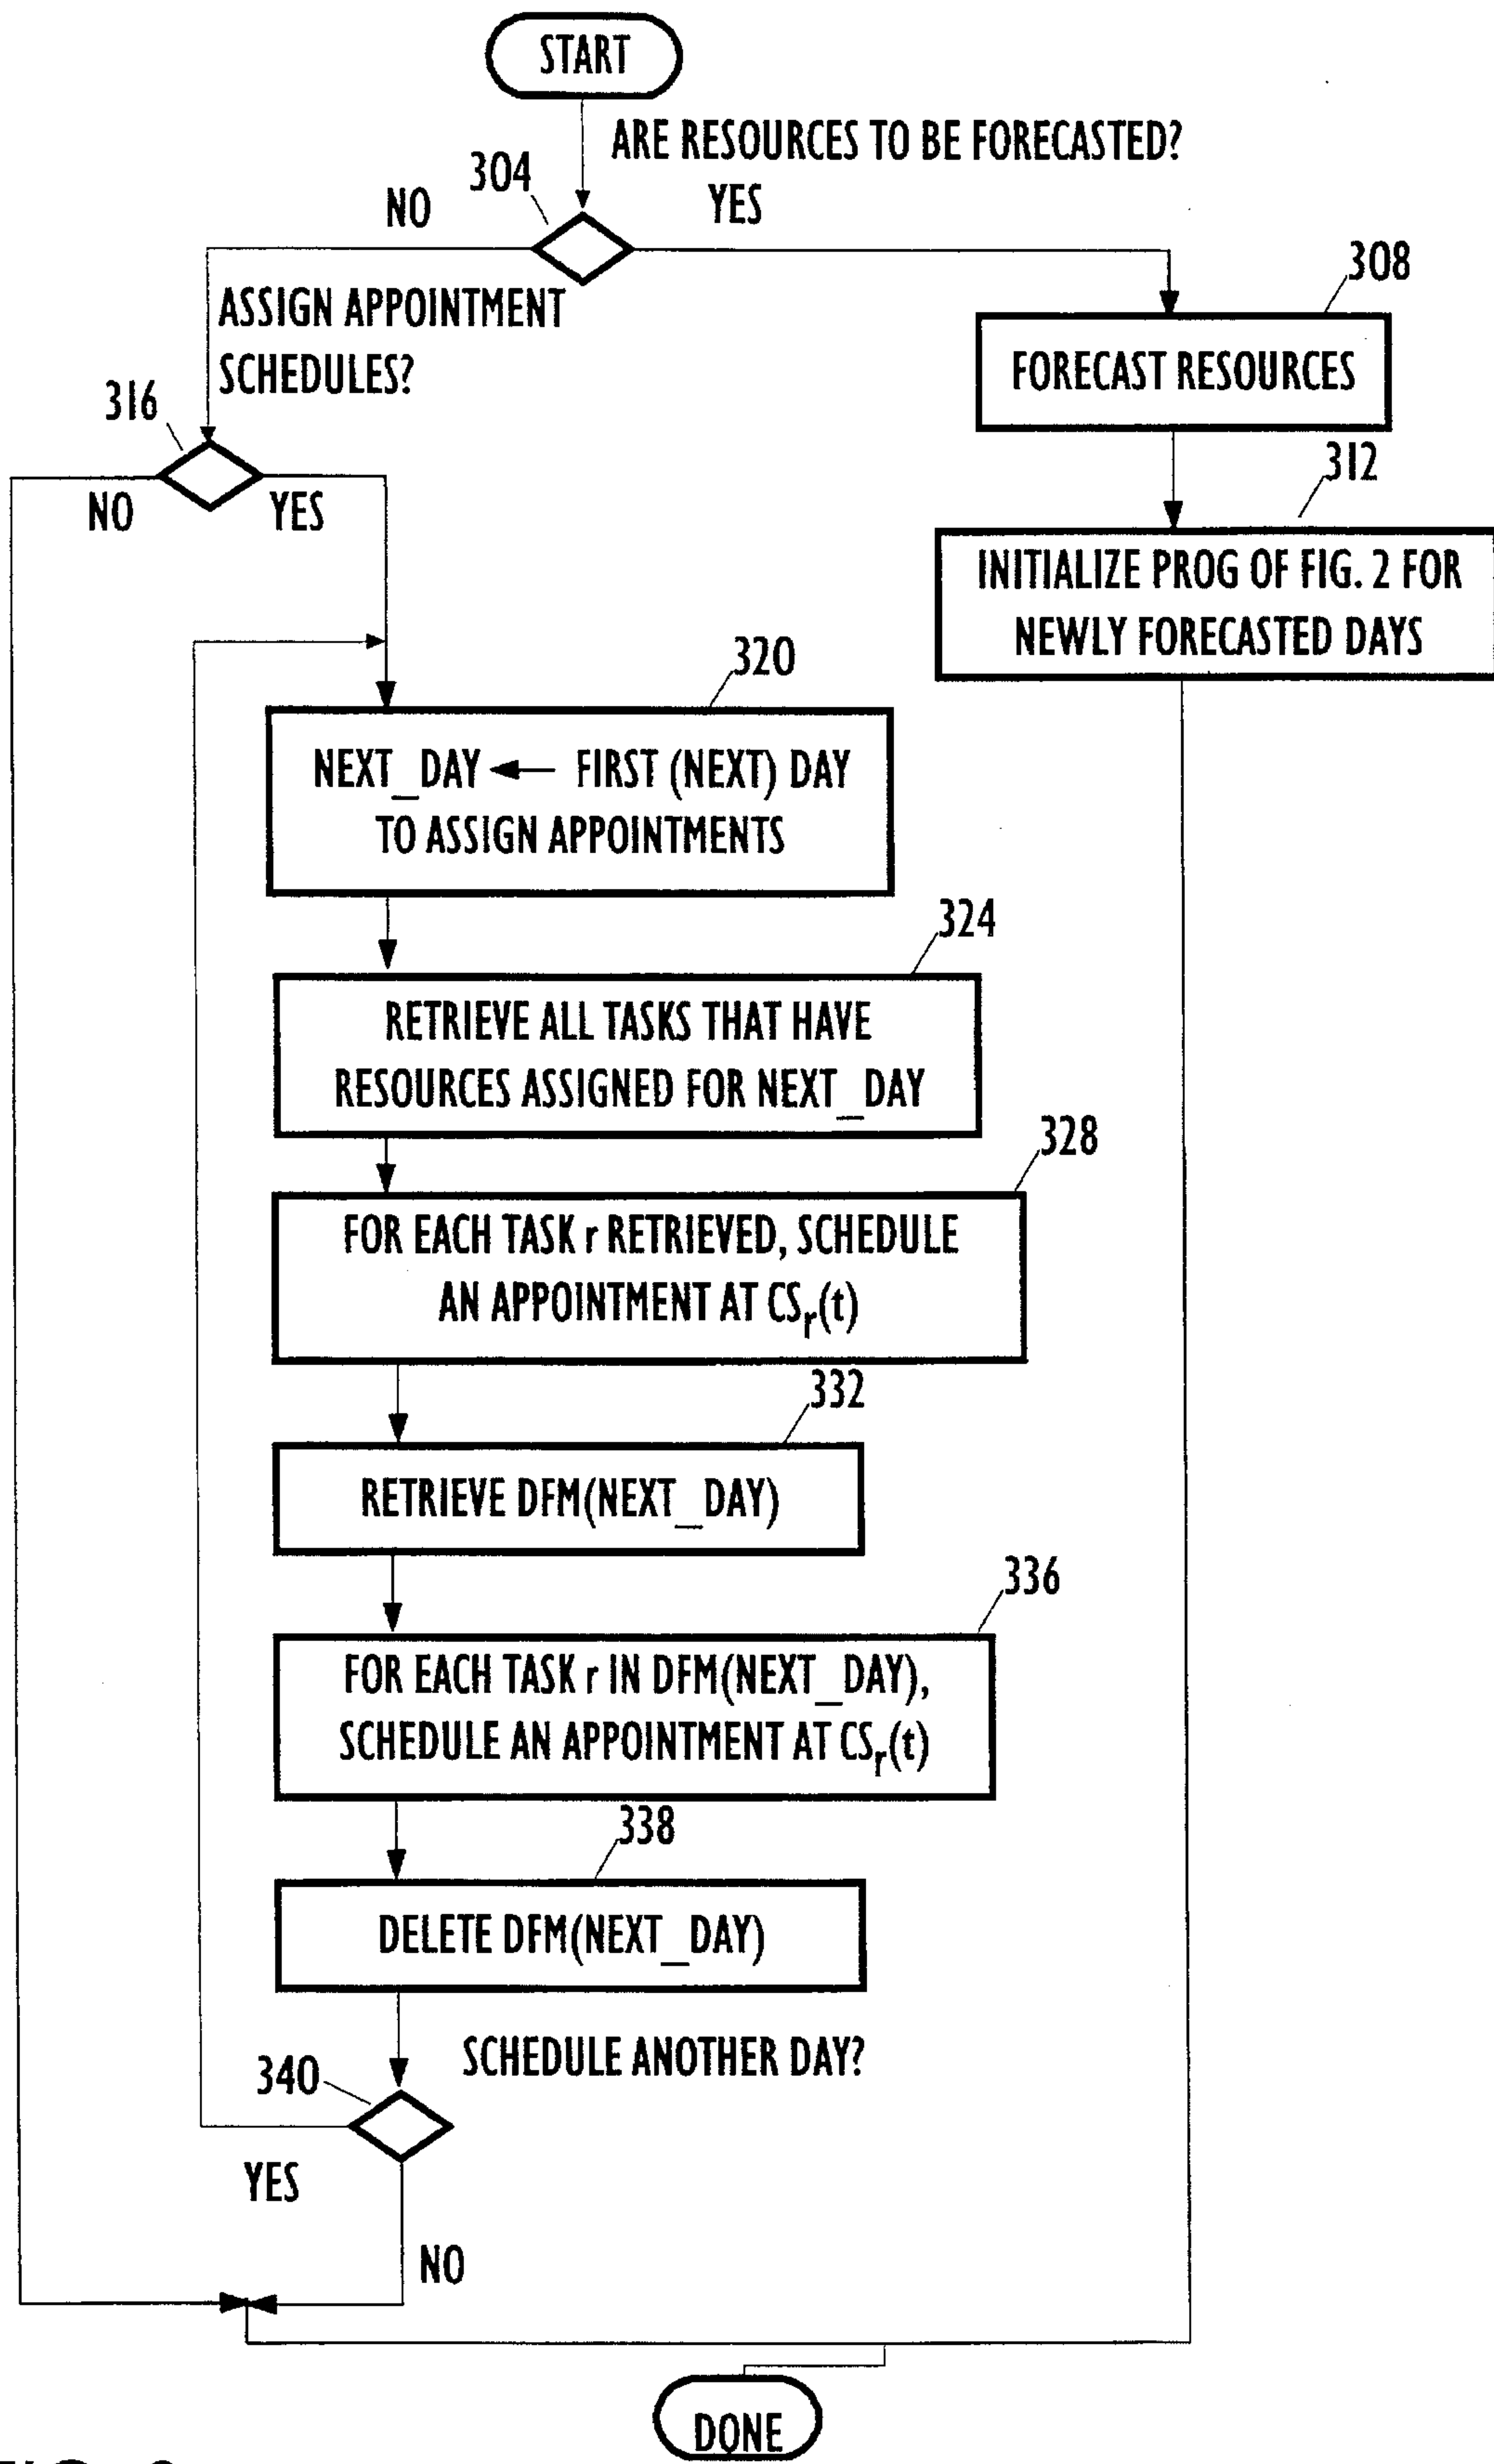 START
ARE RESOURCES TO BE FORECASTED?
304
NO
YES
308
ASSIGN APPOINTMENT
SCHEDULES?
FORECAST RESOURCES
316
312
NO
YES
INITIALIZE PROG OF FIG. 2 FOR
NEWLY FORECASTED DAYS
320
NEXT_DAY ← FIRST (NEXT) DAY
TO ASSIGN APPOINTMENTS
324
RETRIEVE ALL TASKS THAT HAVE
RESOURCES ASSIGNED FOR NEXT_DAY
328
FOR EACH TASK r RETRIEVED, SCHEDULE
AN APPOINTMENT AT CSr(t)
332
RETRIEVE DFM(NEXT_DAY)
336
FOR EACH TASK r IN DFM(NEXT_DAY),
SCHEDULE AN APPOINTMENT AT CSr(t)
338
DELETE DFM(NEXT_DAY)
SCHEDULE ANOTHER DAY?
340
YES
NO
DONE